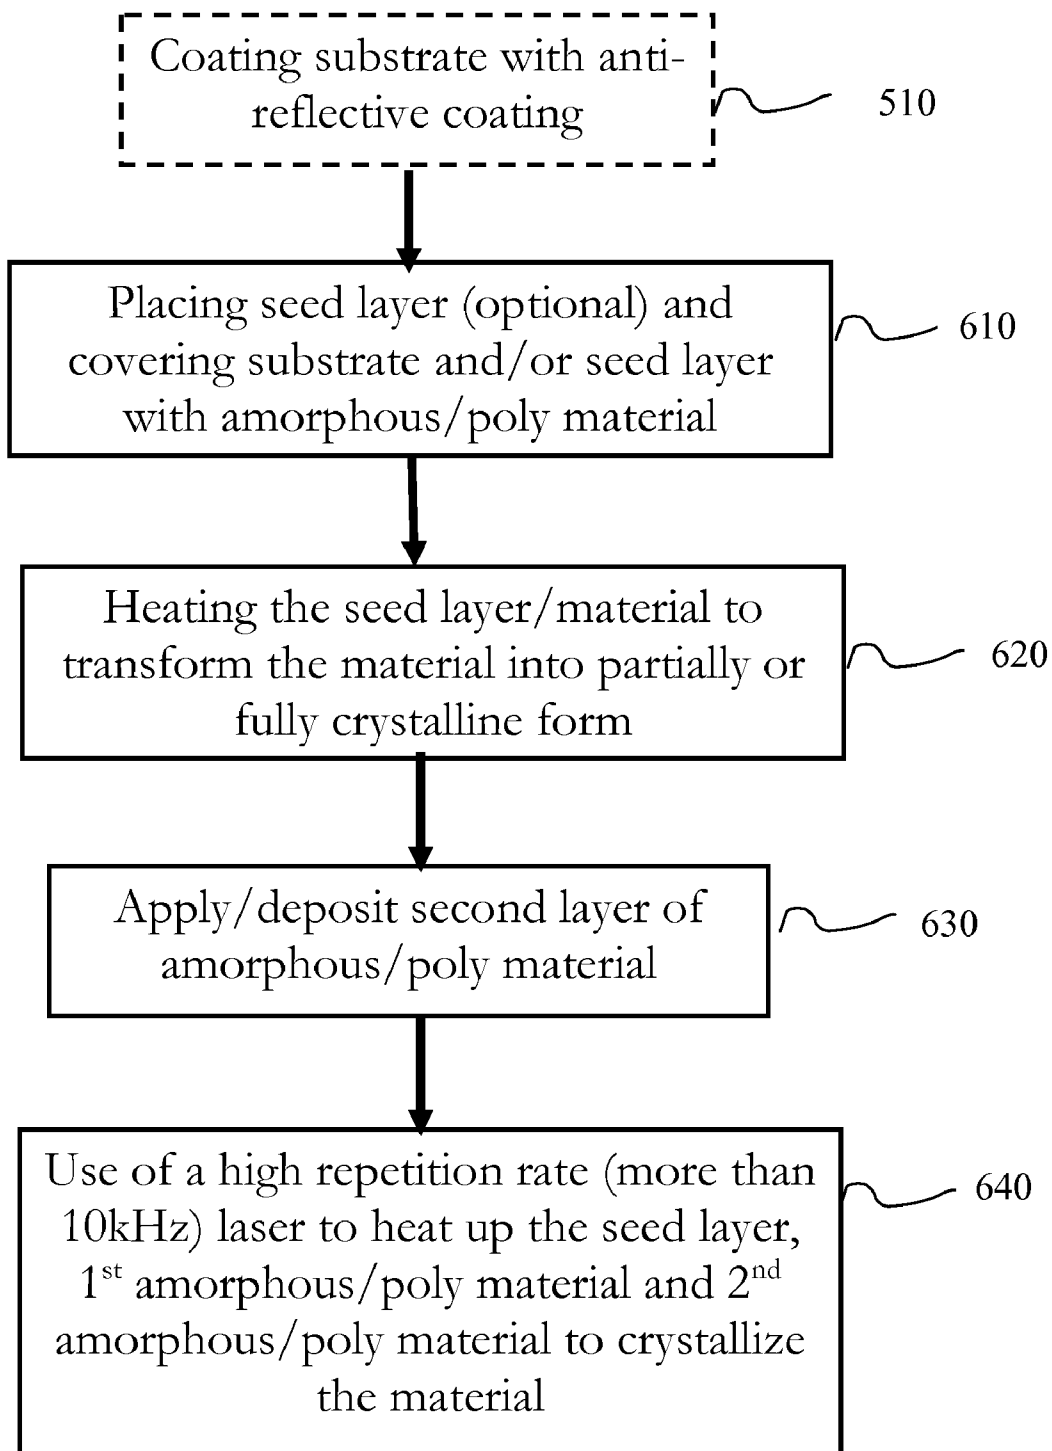 Coating substrate with anti-
reflective coating
510
Placing seed layer (optional) and
covering substrate and/or seed layer
with amorphous/poly material
610
Heating the seed layer/material to
transform the material into partially or
fully crystalline form
620
Apply/deposit second layer of
amorphous/poly material
630
Use of a high repetition rate (more than
10kHz) laser to heat up the seed layer,
1st amorphous/poly material and 2nd
amorphous/poly material to crystallize
the material
640